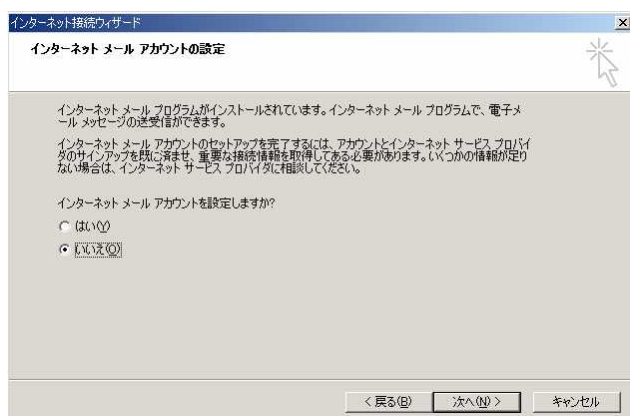 インターネット接続ウィザード
インターネット メール アカウントの設定
インターネット メール プログラムがインストールされています。インターネット メール プログラムで、電子メ
ール メッセージの送受信ができます。
インターネット メール アカウントのセットアップを完了するには、アカウントとインターネット サービス プロバイ
ダのサインアップを既に済ませ、重要な接続情報を取得してある必要があります。いくつかの情報が足り
ない場合は、インターネット サービス プロバイダに相談してください。
インターネット メール アカウントを設定しますか?
はい(Y)
いいえ(O)
< 戻る(B)
次へ(N) >
キャンセル